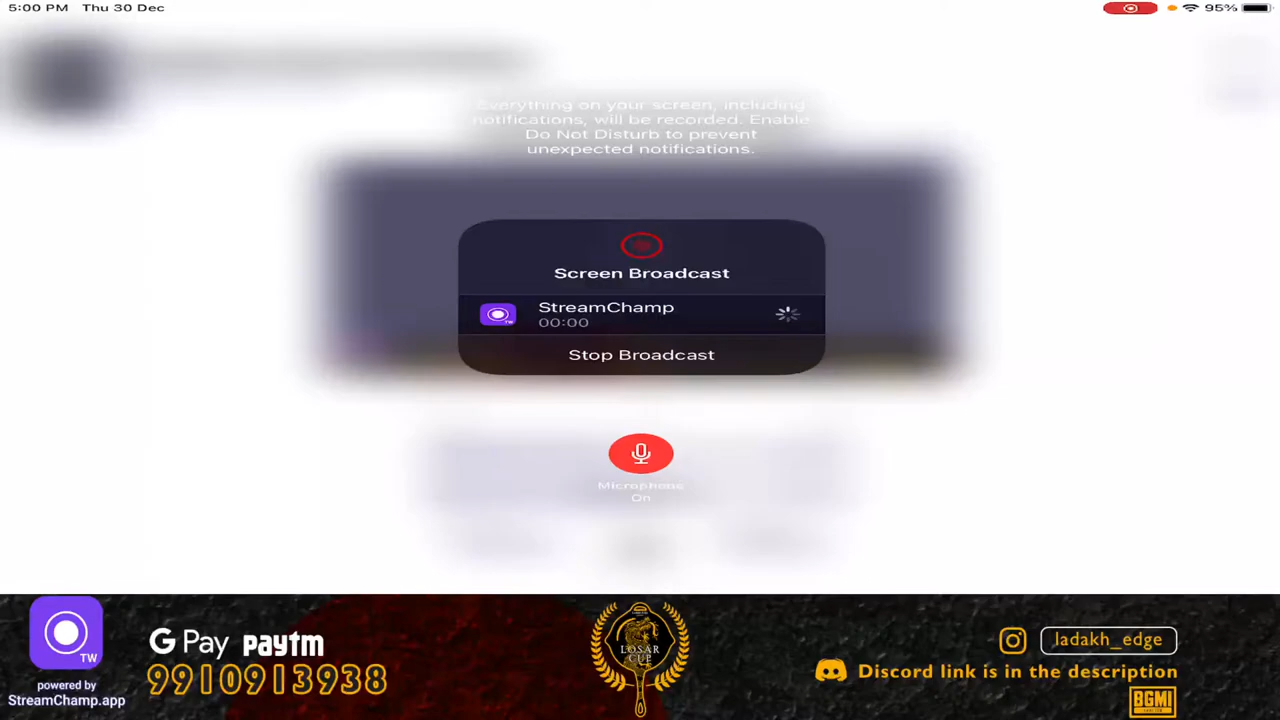 5:00 PM Thu 30 Dec
95%
Everything on your screen, including
notifications, will be recorded. Enable
Do Not Disturb to prevent
unexpected notifications.
Screen Broadcast
StreamChamp
00:00
TW
Stop Broadcast
Microphone
On
TW
powered by
StreamChamp.app
G Pay paytm
9910913938
LOSAR
CUP
ladakh_edge
Discord link is in the description
BGMI